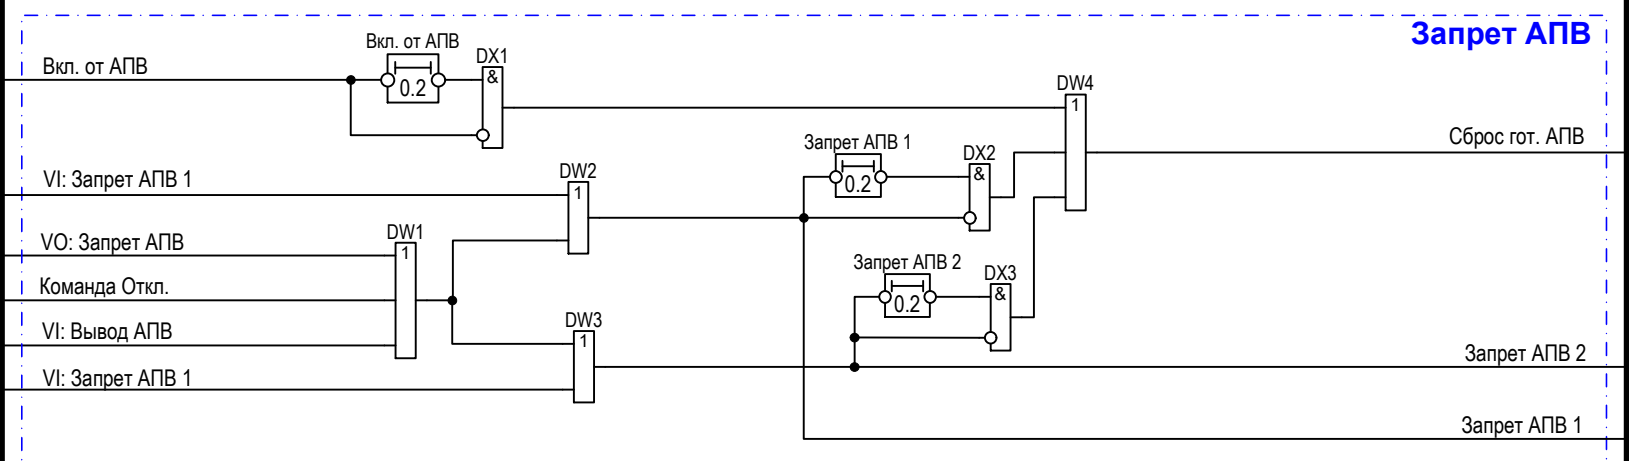 Запрет АПВ
Вкл. от АПВ
Вкл. от АПВ
0.2
DX1
&
DW4
1
Сброс гот. АПВ
VI: Запрет АПВ 1
DW2
1
Запрет АПВ 1
0.2
DX2
&
VO: Запрет АПВ
DW1
1
Команда Откл.
VI: Вывод АПВ
Запрет АПВ 2
0.2
DX3
&
DW3
1
VI: Запрет АПВ 1
Запрет АПВ 2
Запрет АПВ 1